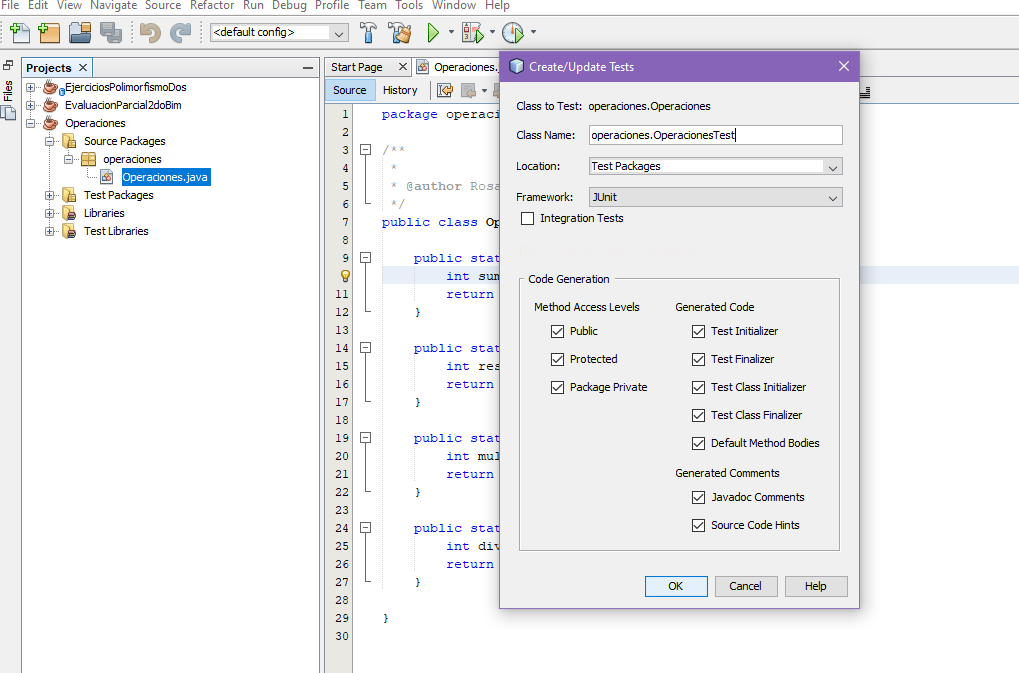 File Edit View Navigate Source Refactor Run Debug Profile Team Tools Window Help
<default config>
Projects
Files
EjerciciosPolimorfismoDos
EvaluacionParcial2doBim
Operaciones
Source Packages
operaciones
Operaciones.java
Test Packages
Libraries
Test Libraries
Start Page
Operaciones.
Source History
1 package operaci
2
3 /**
4 *
5 * @author Rosa
6 */
7 public class Op
8
9 public stat
int sum
11 return
12 }
13
14 public stat
15 int res
16 return
17 }
18
19 public stat
20 int mul
21 return
22 }
23
24 public stat
25 int div
26 return
27 }
28
29 }
30
Create/Update Tests
Class to Test: operaciones.Operaciones
Class Name: operaciones.OperacionesTest
Location: Test Packages
Framework: JUnit
Integration Tests
Code Generation
Method Access Levels Generated Code
Public Test Initializer
Protected Test Finalizer
Package Private Test Class Initializer
Test Class Finalizer
Default Method Bodies
Generated Comments
Javadoc Comments
Source Code Hints
OK Cancel Help